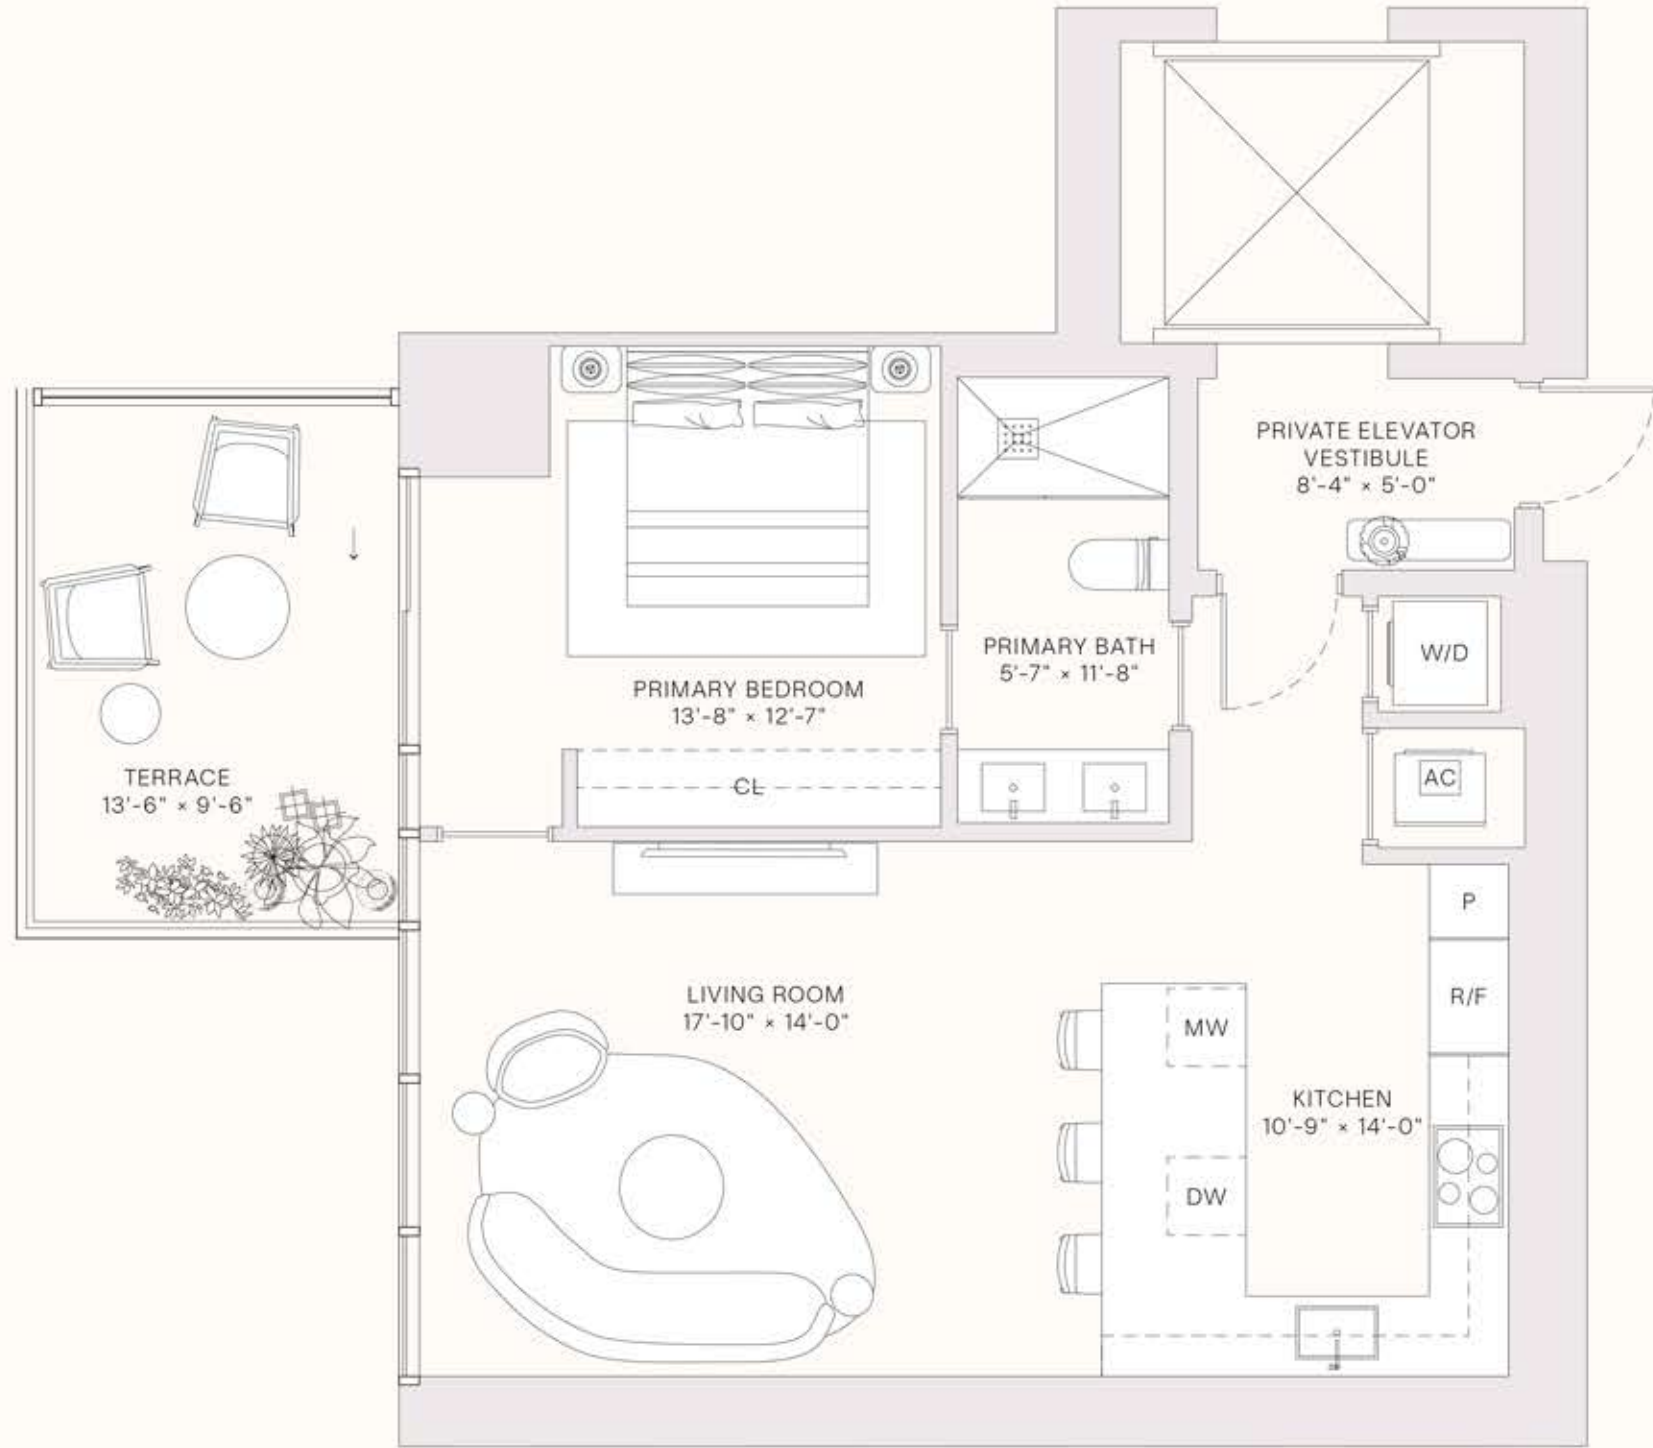 PRIVATE ELEVATOR
VESTIBULE
8'-4" × 5'-0"
W/D
PRIMARY BATH
5'-7" × 11'-8"
PRIMARY BEDROOM
13'-8" × 12'-7"
CL
AC
TERRACE
13'-6" × 9'-6"
P
R/F
LIVING ROOM
17'-10" × 14'-0"
MW
KITCHEN
10'-9" × 14'-0"
DW